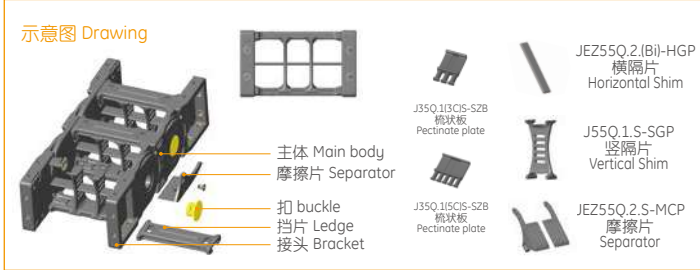 示意图 Drawing
主体 Main body
摩擦片 Separator
扣 buckle
挡片 Ledge
接头 Bracket
J35Q.1(3C)S-SZB
梳状板
Pectinate plate
J35Q.1(5C)S-SZB
梳状板
Pectinate plate
JEZ55Q.2.(Bi)-HGP
横隔片
Horizontal Shim
J55Q.1.S-SGP
竖隔片
Vertical Shim
JEZ55Q.2.S-MCP
摩擦片
Separator